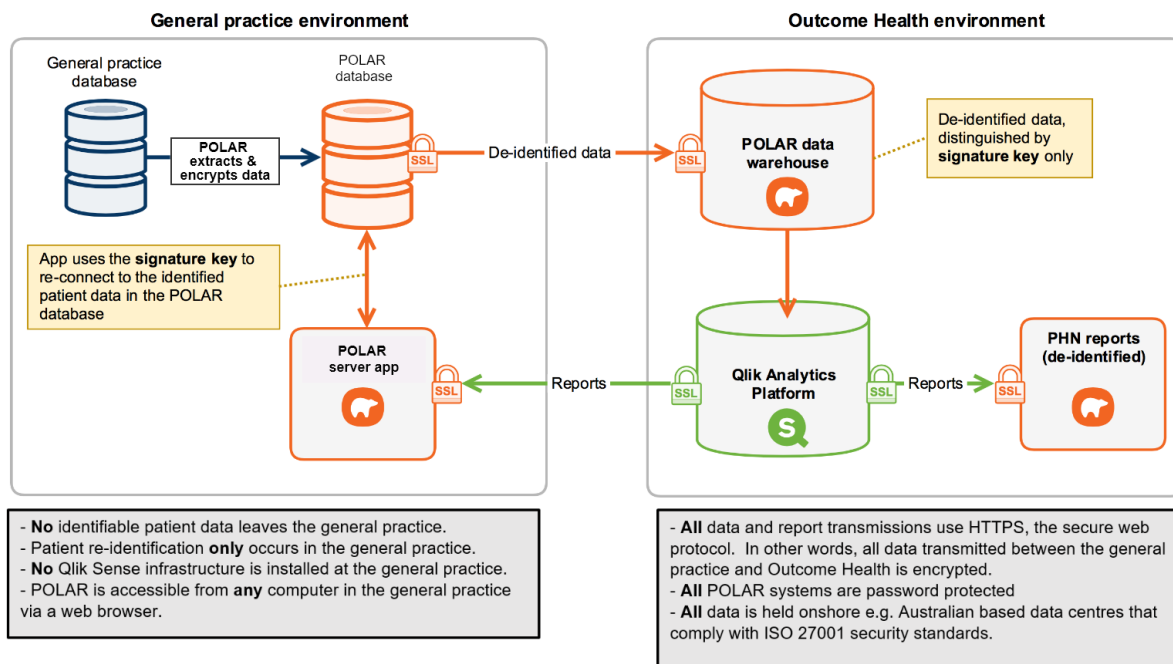 General practice environment
Outcome Health environment
General practice
database
POLAR
database
POLAR
extracts &
encrypts data
SSL
De-identified data
SSL
POLAR data
warehouse
De-identified data,
distinguished by
signature key only
App uses the signature key to
re-connect to the identified
patient data in the POLAR
database
POLAR
server app
SSL
Reports
SSL
Qlik Analytics
Platform
S
SSL
Reports
SSL
PHN reports
(de-identified)
- No identifiable patient data leaves the general practice.
- Patient re-identification only occurs in the general practice.
- No Qlik Sense infrastructure is installed at the general practice.
- POLAR is accessible from any computer in the general practice
via a web browser.
- All data and report transmissions use HTTPS, the secure web
protocol.  In other words, all data transmitted between the general
practice and Outcome Health is encrypted.
- All POLAR systems are password protected
- All data is held onshore e.g. Australian based data centres that
comply with ISO 27001 security standards.